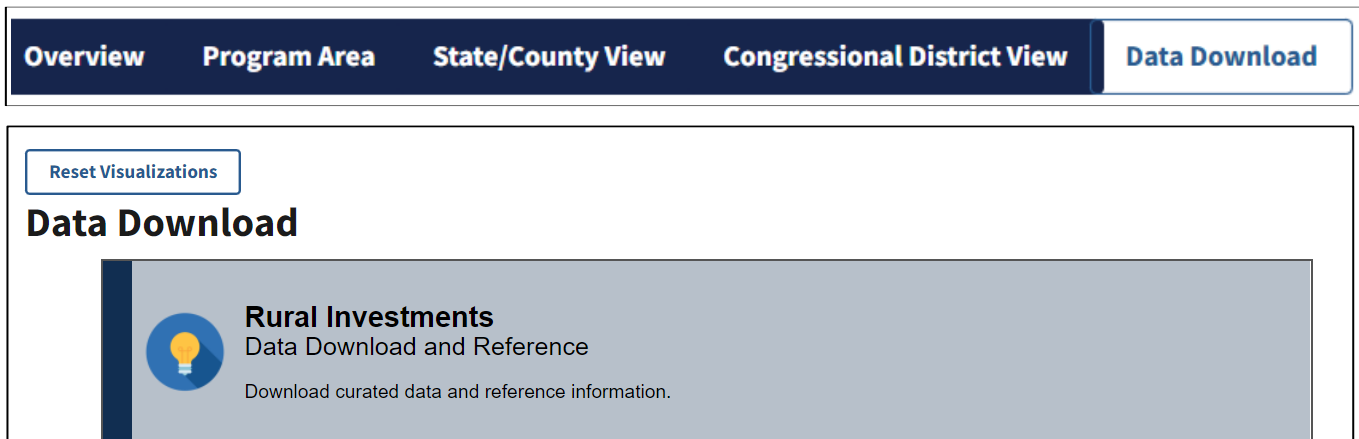 Overview Program Area State/County View Congressional District View Data Download
Reset Visualizations
Data Download
Rural Investments
Data Download and Reference
Download curated data and reference information.